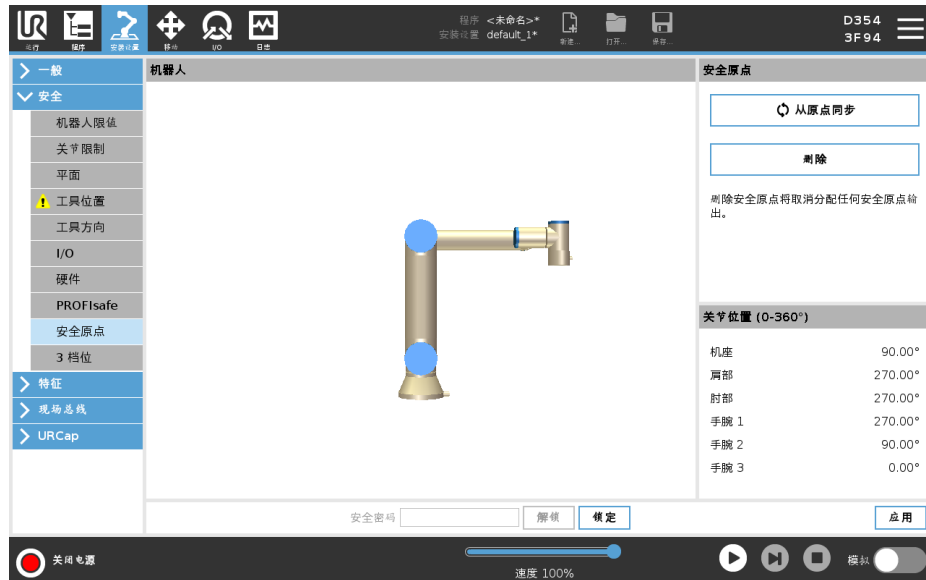 UR
运行
程序
安装设置
移动
I/O
日志
程序 <未命名>*
安装设置 default_1*
新建...
打开...
保存...
D354
3F94
一般
安全
机器人限值
关节限制
平面
工具位置
工具方向
I/O
硬件
PROFIsafe
安全原点
3 档位
特征
现场总线
URCap
机器人
安全原点
从原点同步
删除
删除安全原点将取消分配任何安全原点输
出。
关节位置 (0-360°)
机座 90.00°
肩部 270.00°
肘部 270.00°
手腕 1 270.00°
手腕 2 90.00°
手腕 3 0.00°
安全密码
解锁
锁定
应用
关闭电源
速度 100%
模拟